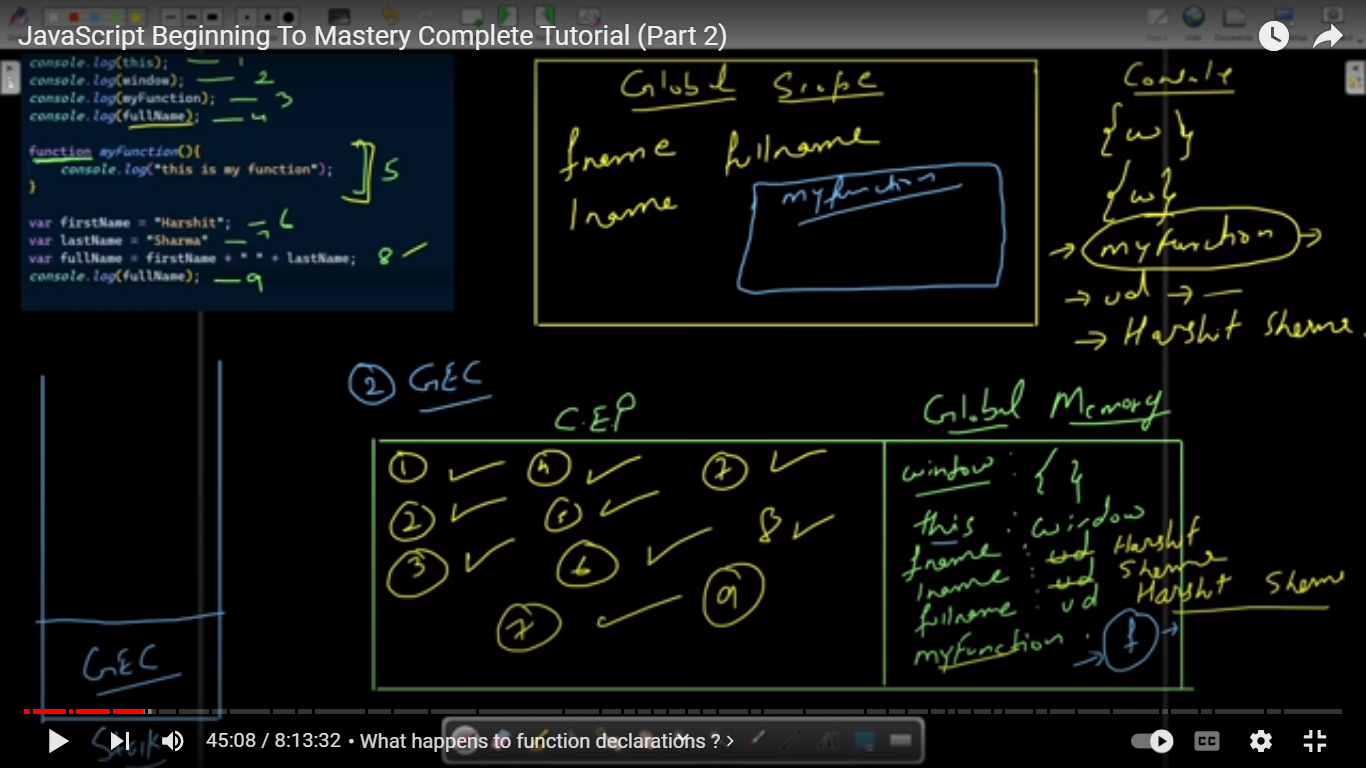 JavaScript Beginning To Mastery Complete Tutorial (Part 2)
console.log(this); 1
console.log(window); 2
console.log(myFunction); 3
console.log(fullName); 4
function myFunction(){
console.log("this is my function");
} 5
var firstName = "Harshit"; 6
var lastName = "Sharma" 7
var fullName = firstName + " " + lastName; 8
console.log(fullName); 9
Global Scope
fname fullname
lname
myfunction
Console
{w}
{w}
→ myfunction →
→ ud → —
→ Harshit Sharma
② GEC
C.E.P
① ④ ⑦
② ⑤ 8
③ ⑥
⑦ ⑨
Global Memory
window : { }
this : window
fname : ud Harshit
lname : ud Sharma
fullname : ud Harshit Sharma
myfunction : → f →
GEC
Stack
45:08 / 8:13:32 • What happens to function declarations ? >
CC